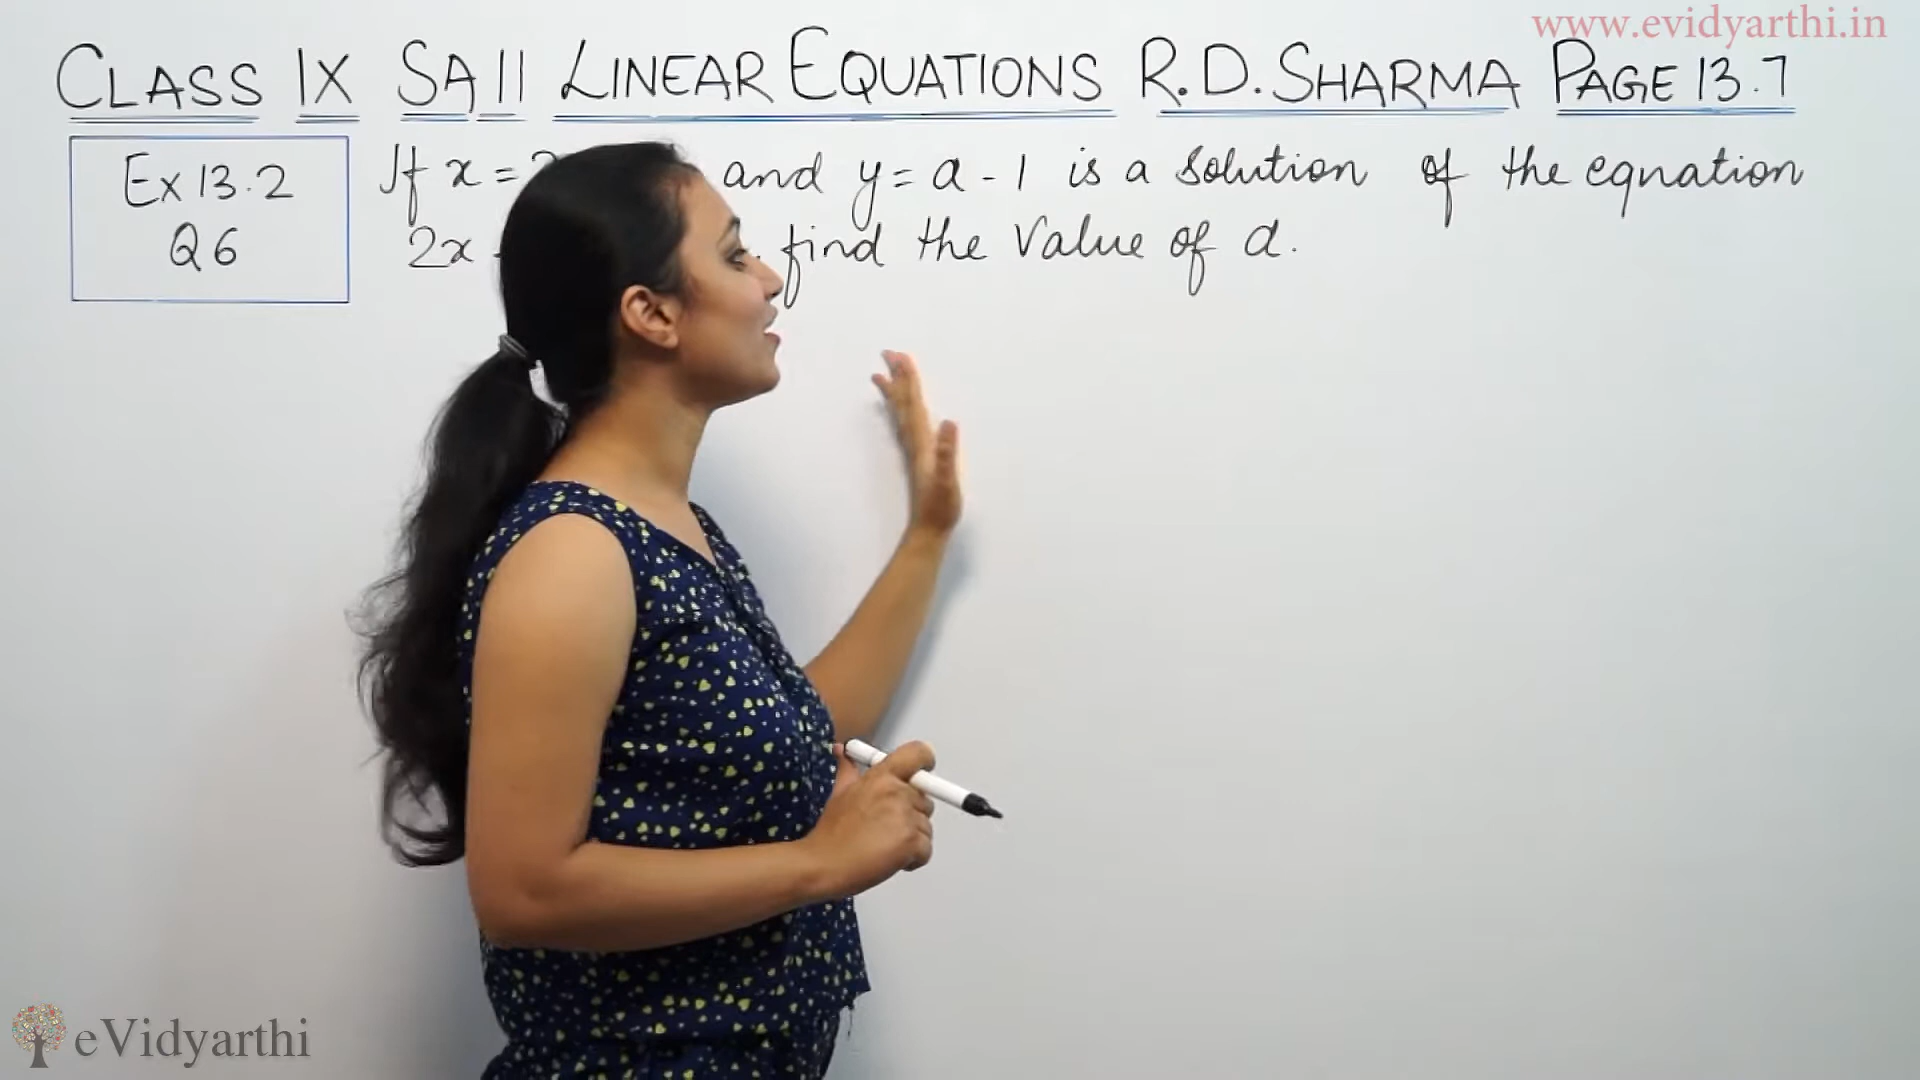 www.evidyarthi.in
CLASS IX SA II LINEAR EQUATIONS R.D. SHARMA PAGE 13.7
Ex 13.2
Q6
If x = and y = a - 1 is a solution of the equation
2x find the value of a.
eVidyarthi